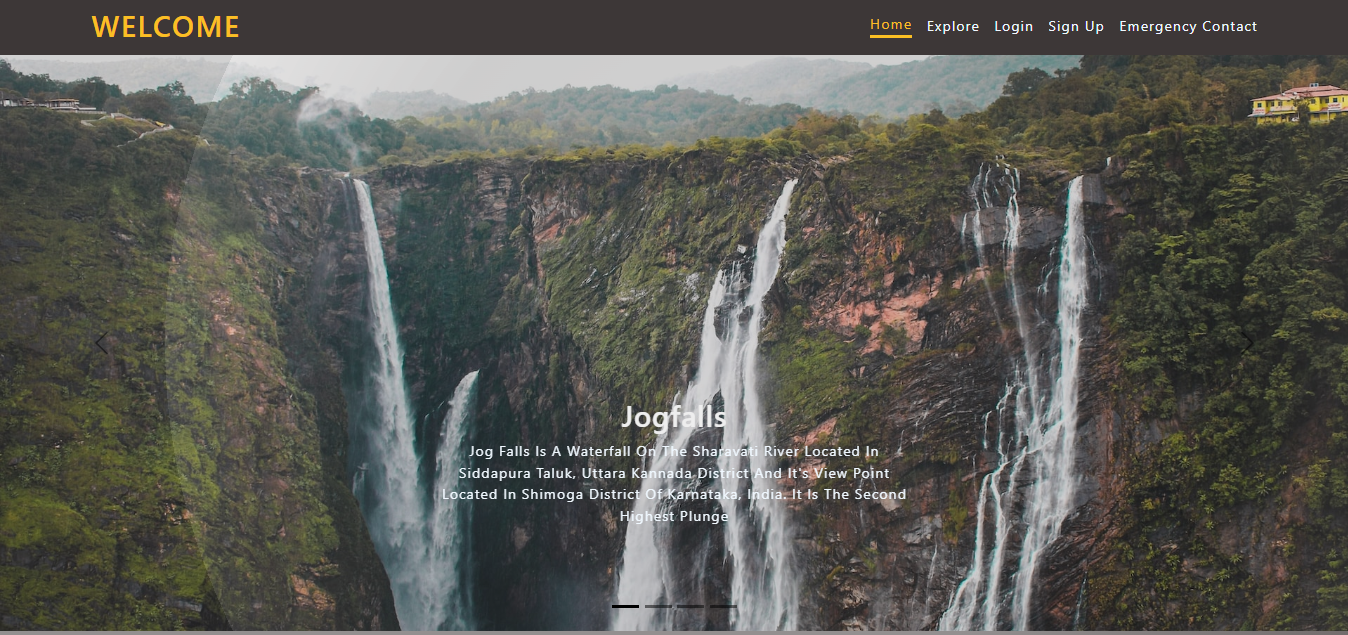 WELCOME
Home Explore Login Sign Up Emergency Contact
Jogfalls
Jog Falls Is A Waterfall On The Sharavati River Located In
Siddapura Taluk, Uttara Kannada District And It's View Point
Located In Shimoga District Of Karnataka, India. It Is The Second
Highest Plunge